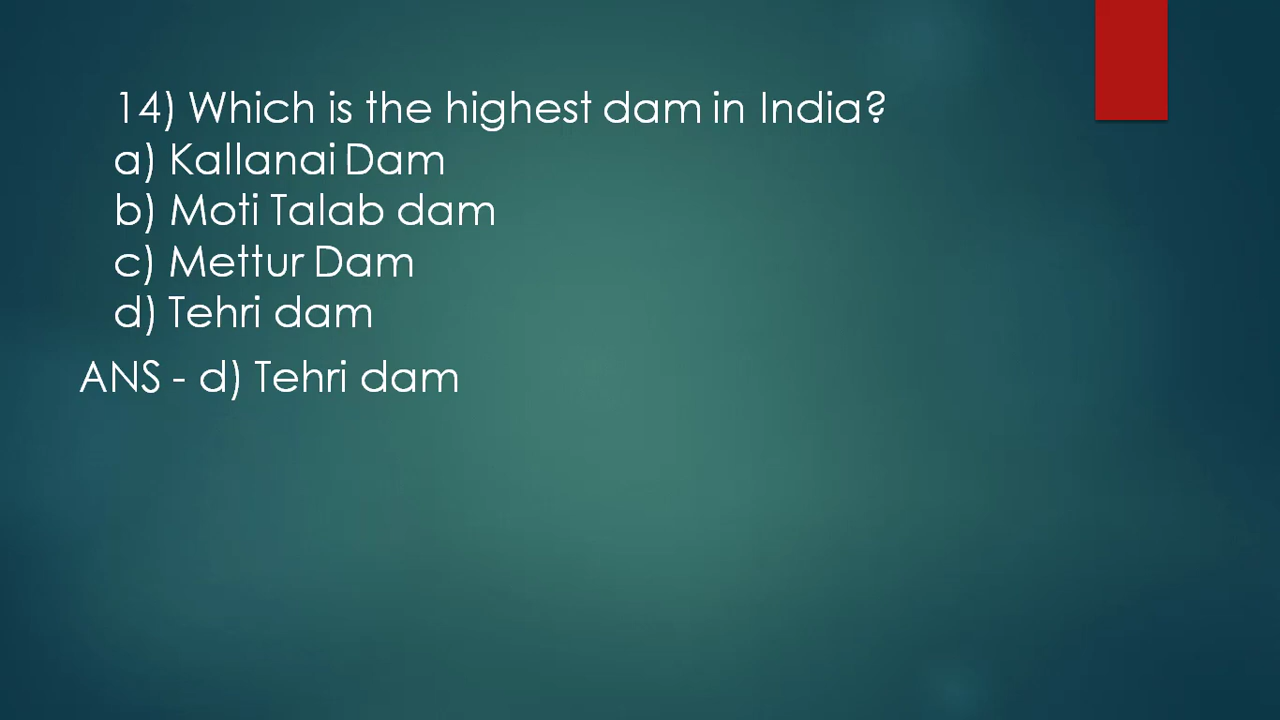 14) Which is the highest dam in India?
a) Kallanai Dam
b) Moti Talab dam
c) Mettur Dam
d) Tehri dam
ANS - d) Tehri dam